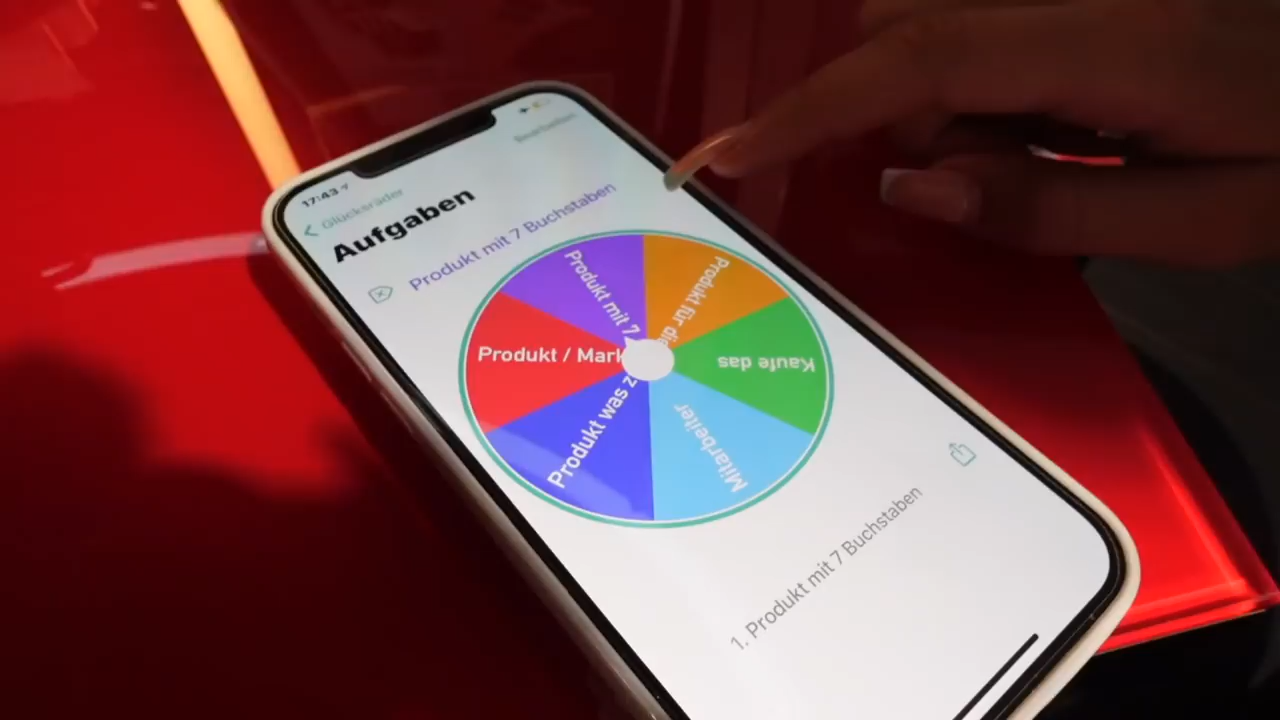 17:43
Bearbeiten
Glücksräder
Aufgaben
Produkt mit 7 Buchstaben
Produkt mit 7
Produkt für die
Produkt / Mark
Kaufe das
Produkt was z
Mitarbeiter
1. Produkt mit 7 Buchstaben